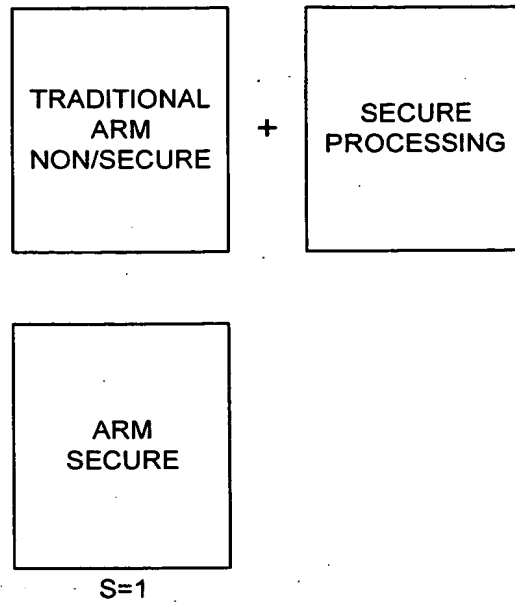 TRADITIONAL
ARM
NON/SECURE
+
SECURE
PROCESSING
ARM
SECURE
S=1